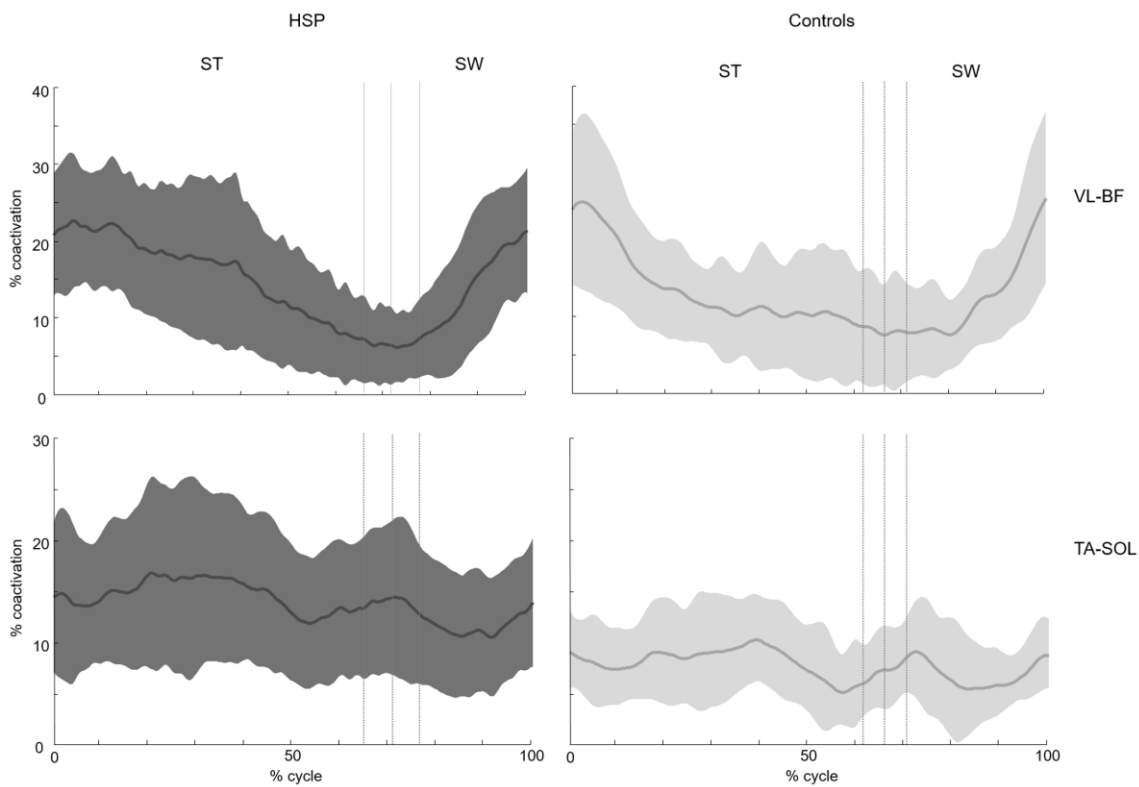 HSP Controls
ST SW ST SW
40
30
20
10
0
% coactivation
VL-BF
30
20
10
0
% coactivation
TA-SOL
0 50 100 0 50 100
% cycle % cycle